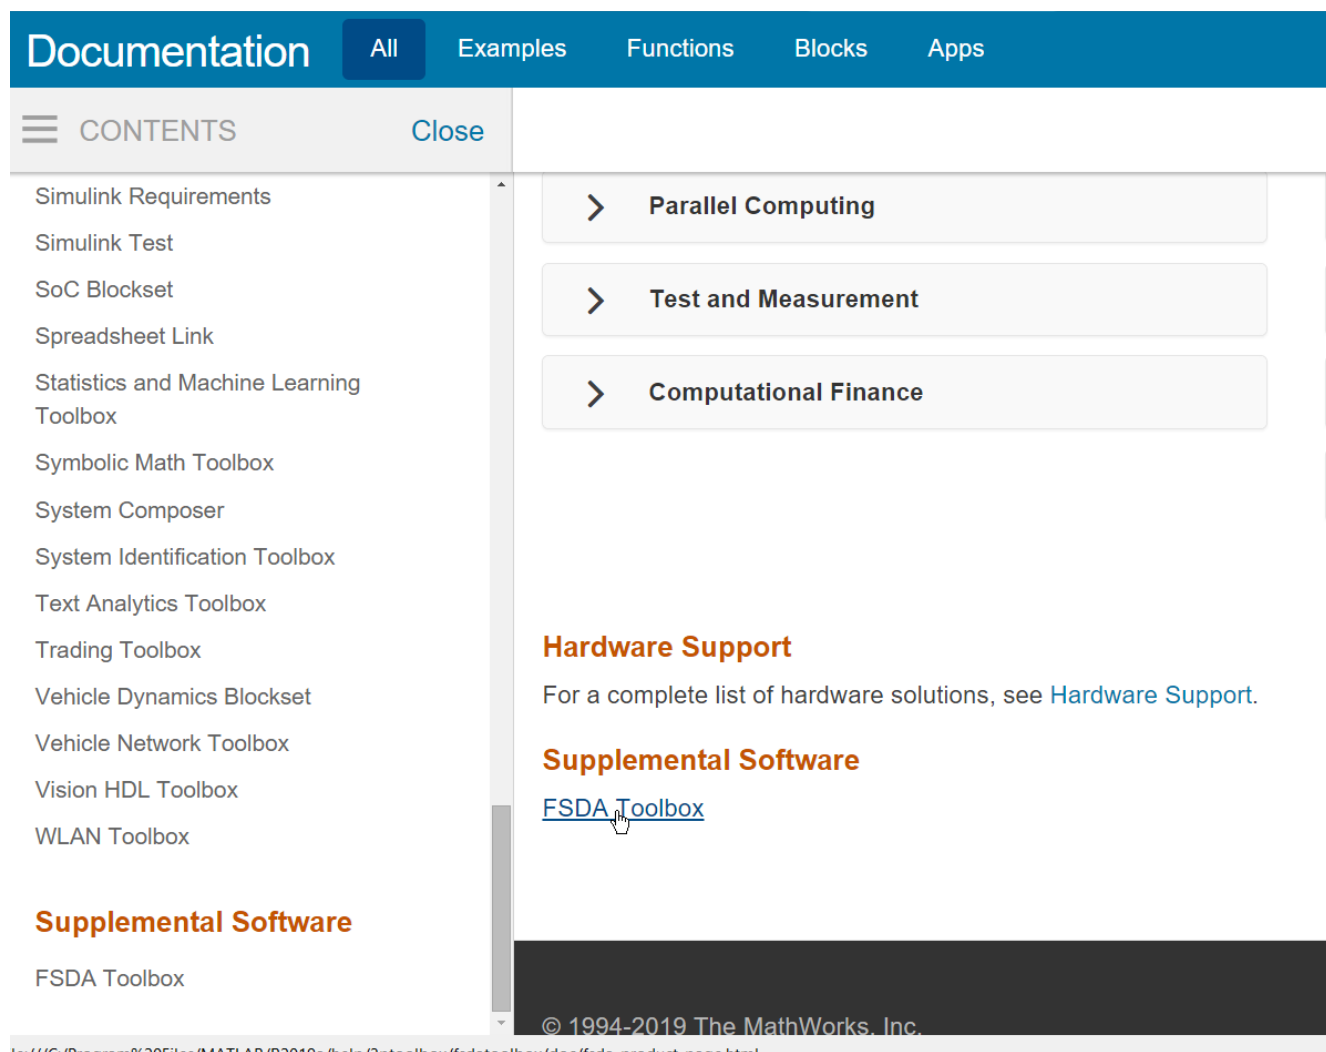 Documentation All Examples Functions Blocks Apps
CONTENTS Close
Simulink Requirements
Simulink Test
SoC Blockset
Spreadsheet Link
Statistics and Machine Learning
Toolbox
Symbolic Math Toolbox
System Composer
System Identification Toolbox
Text Analytics Toolbox
Trading Toolbox
Vehicle Dynamics Blockset
Vehicle Network Toolbox
Vision HDL Toolbox
WLAN Toolbox
Supplemental Software
FSDA Toolbox
Parallel Computing
Test and Measurement
Computational Finance
Hardware Support
For a complete list of hardware solutions, see Hardware Support.
Supplemental Software
FSDA Toolbox
© 1994-2019 The MathWorks, Inc.